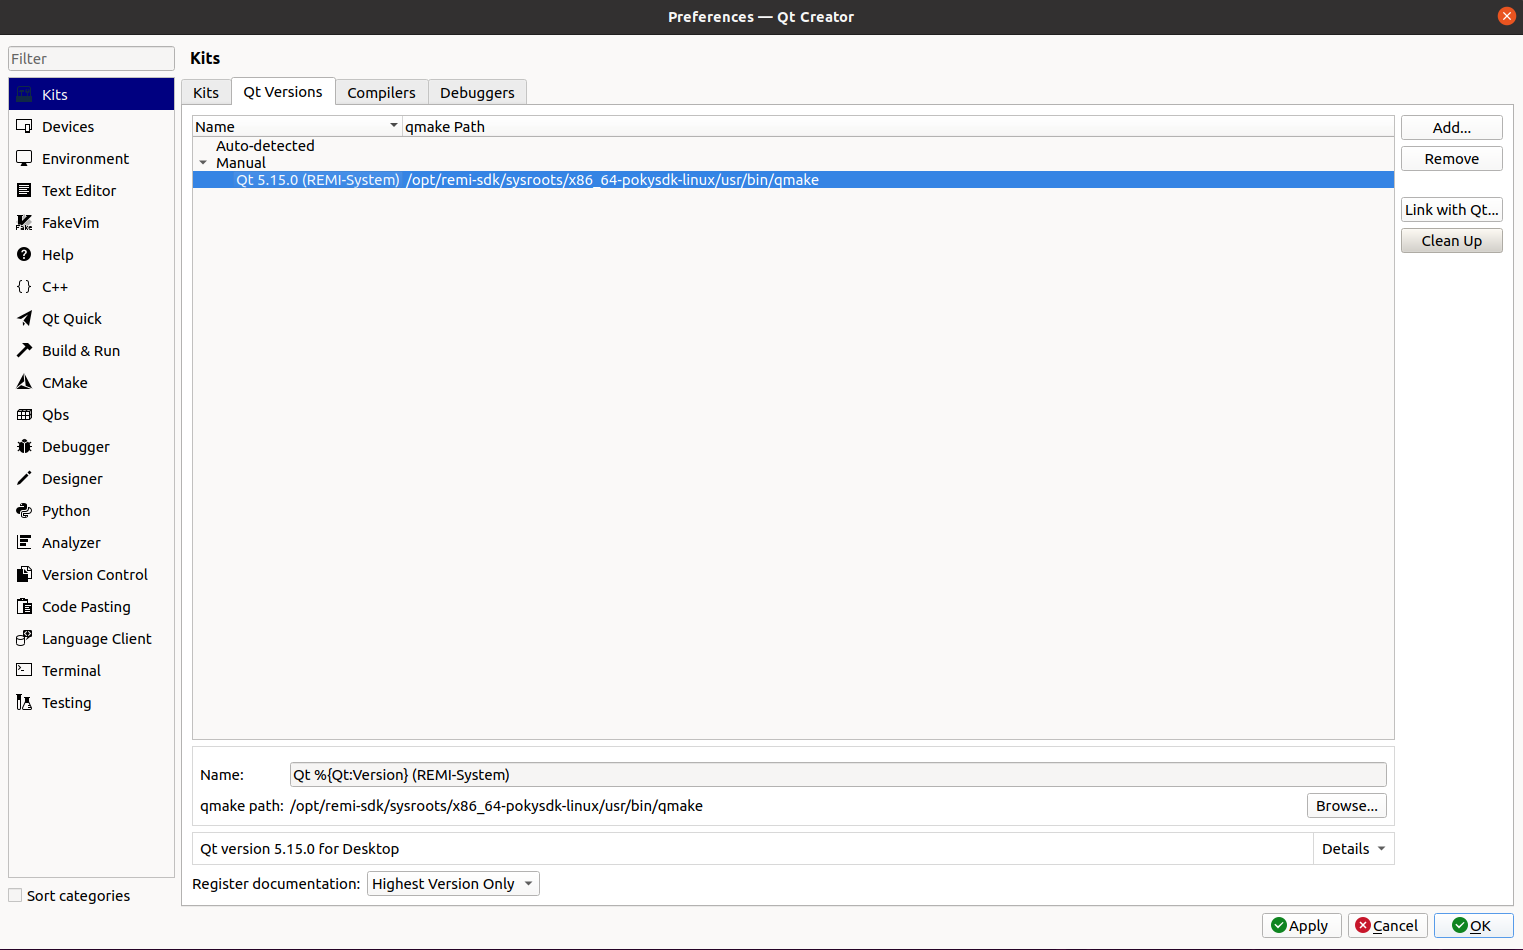 Preferences — Qt Creator
Filter
Kits
Devices
Environment
Text Editor
FakeVim
Help
C++
Qt Quick
Build & Run
CMake
Qbs
Debugger
Designer
Python
Analyzer
Version Control
Code Pasting
Language Client
Terminal
Testing
Sort categories
Kits
Kits Qt Versions Compilers Debuggers
Name qmake Path
Auto-detected
Manual
Qt 5.15.0 (REMI-System) /opt/remi-sdk/sysroots/x86_64-pokysdk-linux/usr/bin/qmake
Add...
Remove
Link with Qt...
Clean Up
Name: Qt %{Qt:Version} (REMI-System)
qmake path: /opt/remi-sdk/sysroots/x86_64-pokysdk-linux/usr/bin/qmake Browse...
Qt version 5.15.0 for Desktop Details
Register documentation: Highest Version Only
Apply Cancel OK